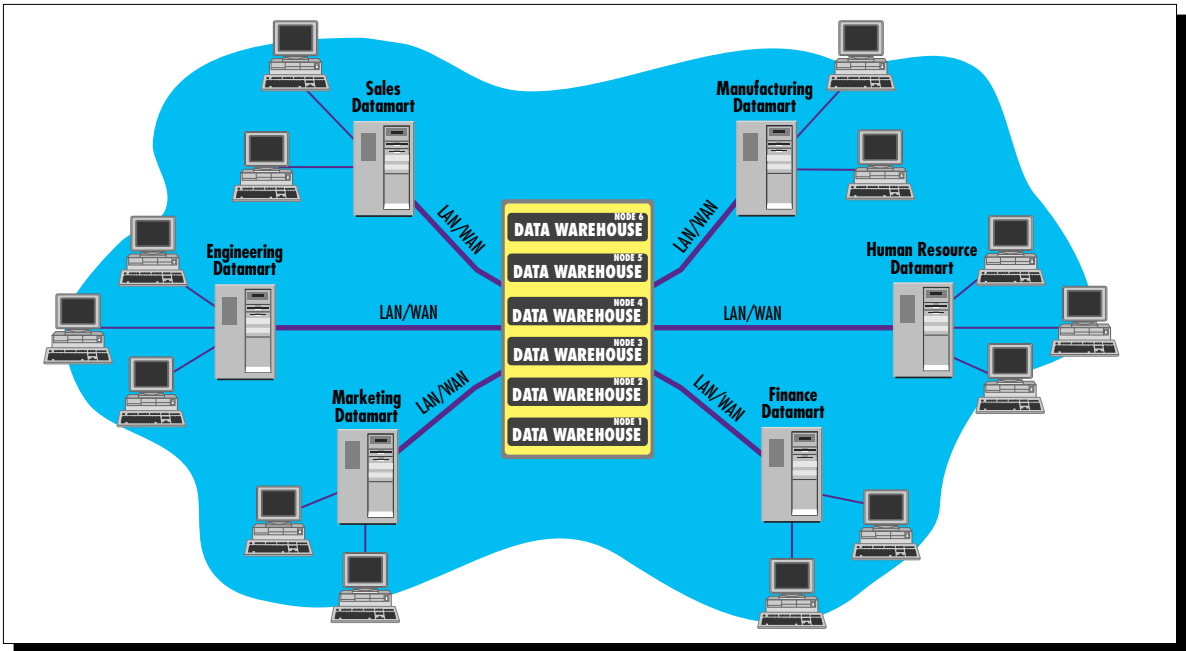 Sales
Datamart
Manufacturing
Datamart
LAN/WAN
LAN/WAN
NODE 6
DATA WAREHOUSE
NODE 5
DATA WAREHOUSE
Engineering
Datamart
Human Resource
Datamart
LAN/WAN
NODE 4
DATA WAREHOUSE
LAN/WAN
NODE 3
DATA WAREHOUSE
Marketing
Datamart
LAN/WAN
NODE 2
DATA WAREHOUSE
LAN/WAN
Finance
Datamart
NODE 1
DATA WAREHOUSE